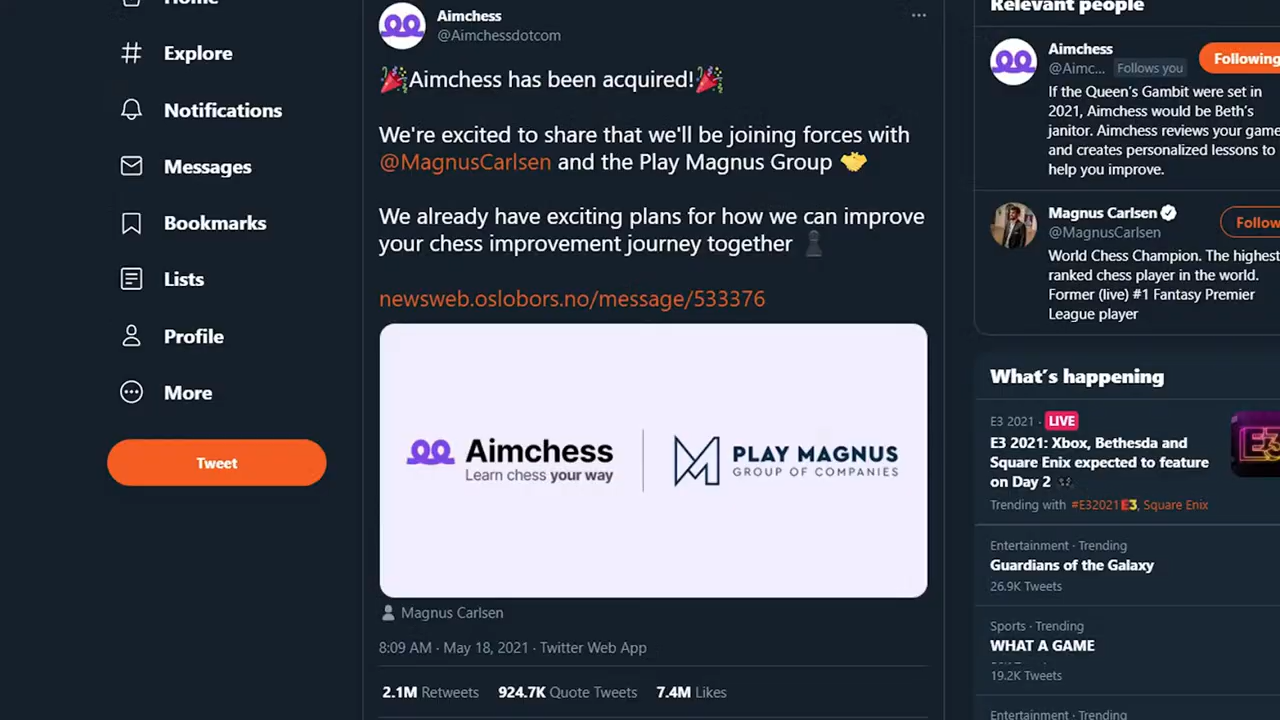 Home
Explore
Notifications
Messages
Bookmarks
Lists
Profile
More
Tweet
Aimchess
@Aimchessdotcom
🎉Aimchess has been acquired!🎉
We're excited to share that we'll be joining forces with
@MagnusCarlsen and the Play Magnus Group 🤝
We already have exciting plans for how we can improve
your chess improvement journey together ♟️
newsweb.oslobors.no/message/533376
Aimchess
Learn chess your way
PLAY MAGNUS
GROUP OF COMPANIES
Magnus Carlsen
8:09 AM · May 18, 2021 · Twitter Web App
2.1M Retweets 924.7K Quote Tweets 7.4M Likes
Relevant people
Aimchess
@Aimc... Follows you
Following
If the Queen's Gambit were set in
2021, Aimchess would be Beth's
janitor. Aimchess reviews your game
and creates personalized lessons to
help you improve.
Magnus Carlsen
@MagnusCarlsen
Follow
World Chess Champion. The highest
ranked chess player in the world.
Former (live) #1 Fantasy Premier
League player
What's happening
E3 2021 · LIVE
E3 2021: Xbox, Bethesda and
Square Enix expected to feature
on Day 2 🎮
Trending with #E32021, Square Enix
E3
Entertainment · Trending
Guardians of the Galaxy
26.9K Tweets
Sports · Trending
WHAT A GAME
19.2K Tweets
Entertainment · Trending